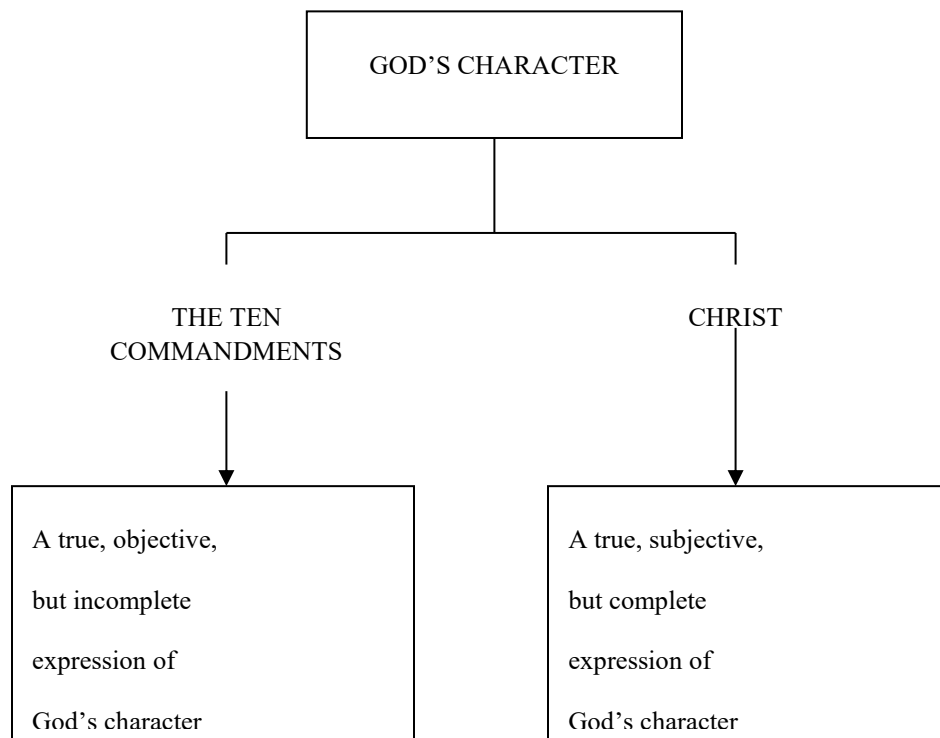 GOD’S CHARACTER
THE TEN
COMMANDMENTS
CHRIST
A true, objective,
but incomplete
expression of
God’s character
A true, subjective,
but complete
expression of
God’s character